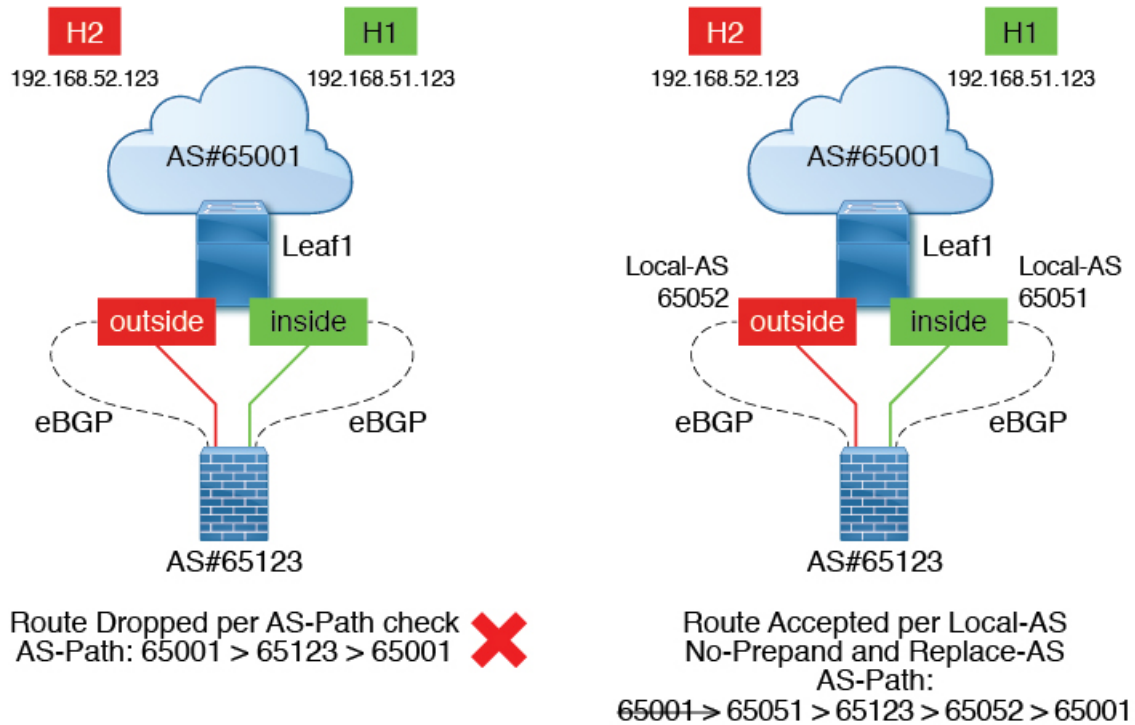 H2
H1
192.168.52.123
192.168.51.123
AS#65001
Leaf1
outside
inside
eBGP
eBGP
AS#65123
Route Dropped per AS-Path check
AS-Path: 65001 > 65123 > 65001
H2
H1
192.168.52.123
192.168.51.123
AS#65001
Leaf1
Local-AS
65052
Local-AS
65051
outside
inside
eBGP
eBGP
AS#65123
Route Accepted per Local-AS
No-Prepand and Replace-AS
AS-Path:
65001 > 65051 > 65123 > 65052 > 65001